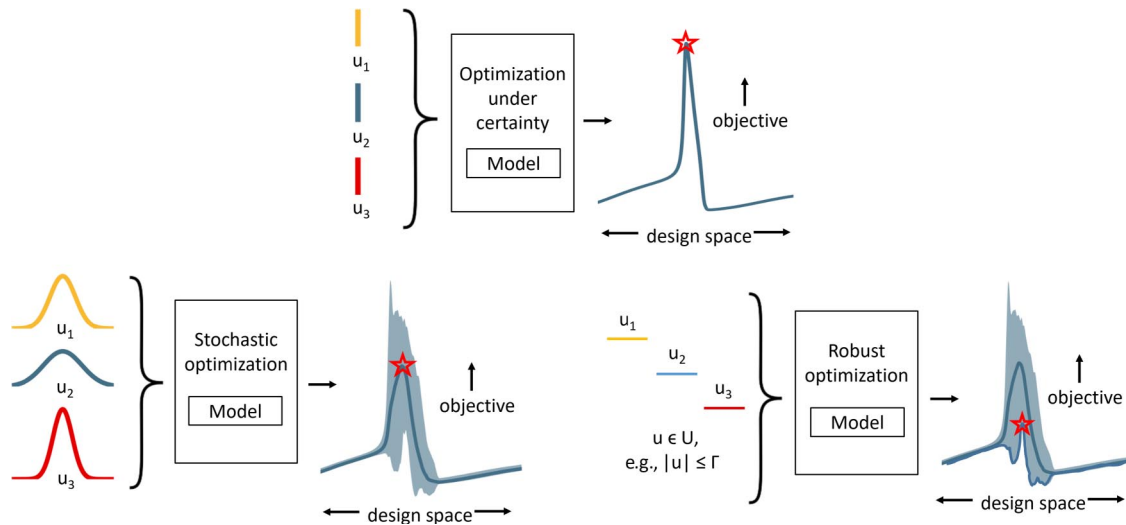 u₁
u₂
u₃
Optimization
under
certainty
Model
objective
design space
u₁
u₂
u₃
Stochastic
optimization
Model
objective
design space
u₁
u₂
u₃
u ϵ U,
e.g., |u| ≤ Γ
Robust
optimization
Model
objective
design space